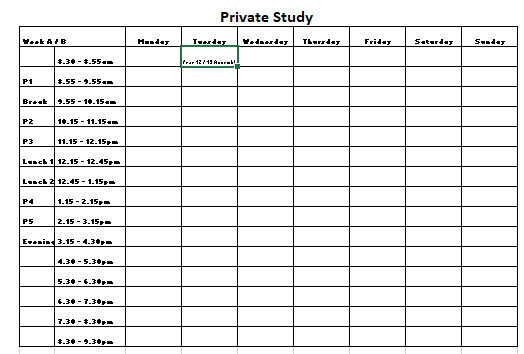 Private Study
Week A / B Monday Tuesday Wednesday Thursday Friday Saturday Sunday
8.30 - 8.55am Year 12 / 13 Assembl
P1 8.55 - 9.55am
Break 9.55 - 10.15am
P2 10.15 - 11.15am
P3 11.15 - 12.15pm
Lunch 1 12.15 - 12.45pm
Lunch 2 12.45 - 1.15pm
P4 1.15 - 2.15pm
P5 2.15 - 3.15pm
Evening 3.15 - 4.30pm
4.30 - 5.30pm
5.30 - 6.30pm
6.30 - 7.30pm
7.30 - 8.30pm
8.30 - 9.30pm